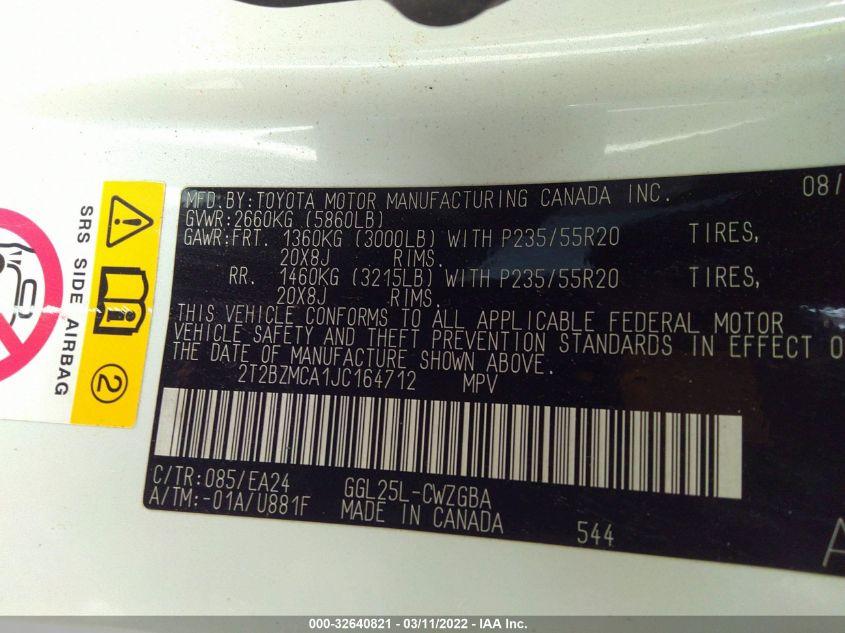 MFD.BY:TOYOTA MOTOR MANUFACTURING CANADA INC. 08/
GVWR:2660KG (5860LB)
GAWR:FRT. 1360KG (3000LB) WITH P235/55R20 TIRES,
20X8J RIMS.
RR. 1460KG (3215LB) WITH P235/55R20 TIRES,
20X8J RIMS.
THIS VEHICLE CONFORMS TO ALL APPLICABLE FEDERAL MOTOR
VEHICLE SAFETY AND THEFT PREVENTION STANDARDS IN EFFECT O
THE DATE OF MANUFACTURE SHOWN ABOVE.
2T2BZMCA1JC164712 MPV
C/TR:085/EA24 GGL25L-CWZGBA
A/TM:-01A/U881F MADE IN CANADA 544
A
SRS SIDE AIRBAG
2
000-32640821 - 03/11/2022 - IAA Inc.